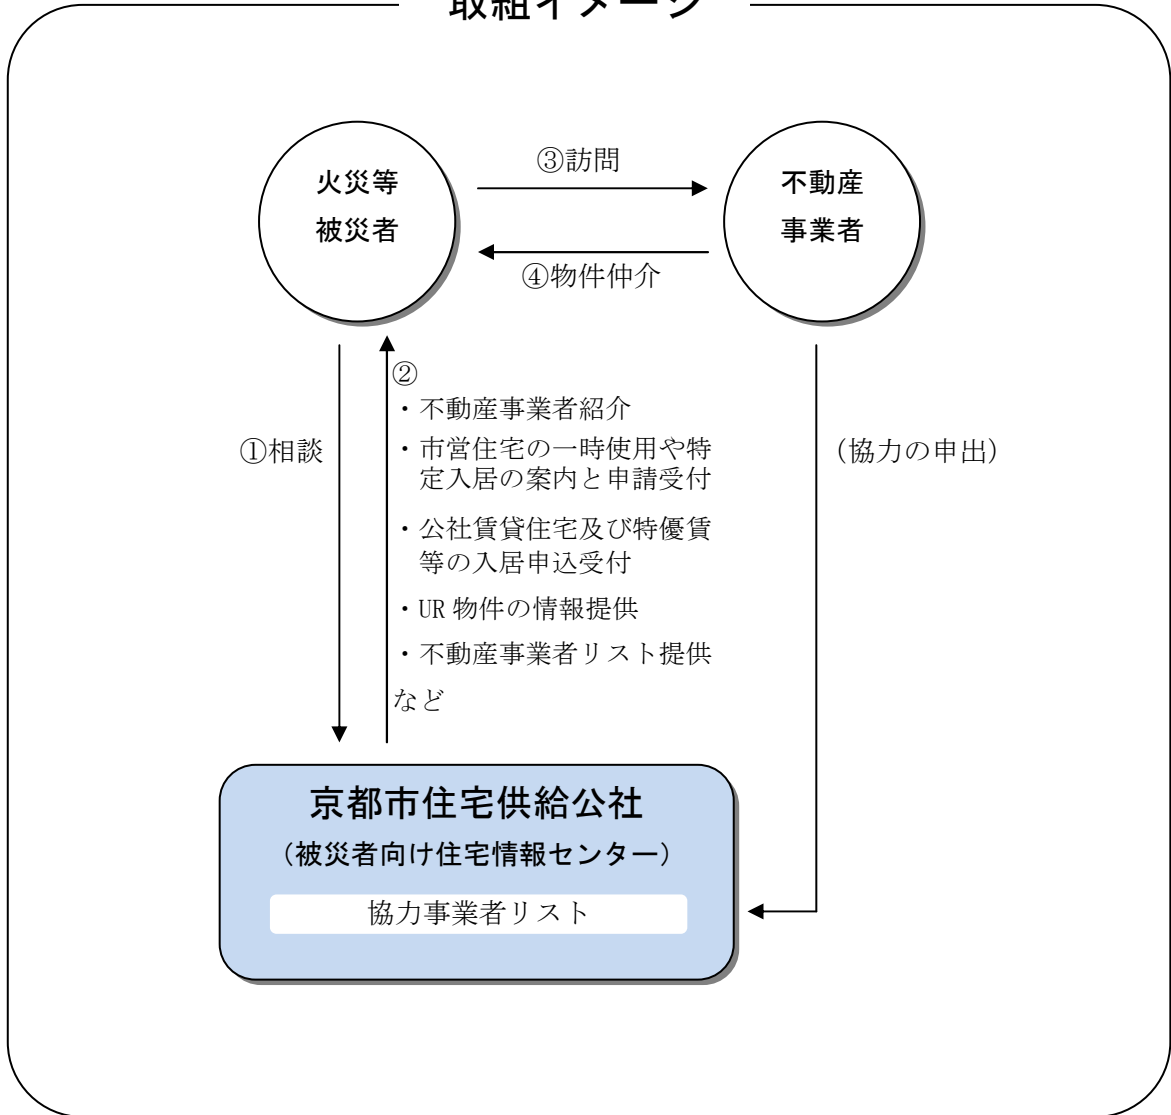 取組イメージ
火災等
被災者
③訪問
不動産
事業者
④物件仲介
①相談
②
・不動産事業者紹介
・市営住宅の一時使用や特
定入居の案内と申請受付
・公社賃貸住宅及び特優賃
等の入居申込受付
・UR 物件の情報提供
・不動産事業者リスト提供
など
(協力の申出)
京都市住宅供給公社
(被災者向け住宅情報センター)
協力事業者リスト